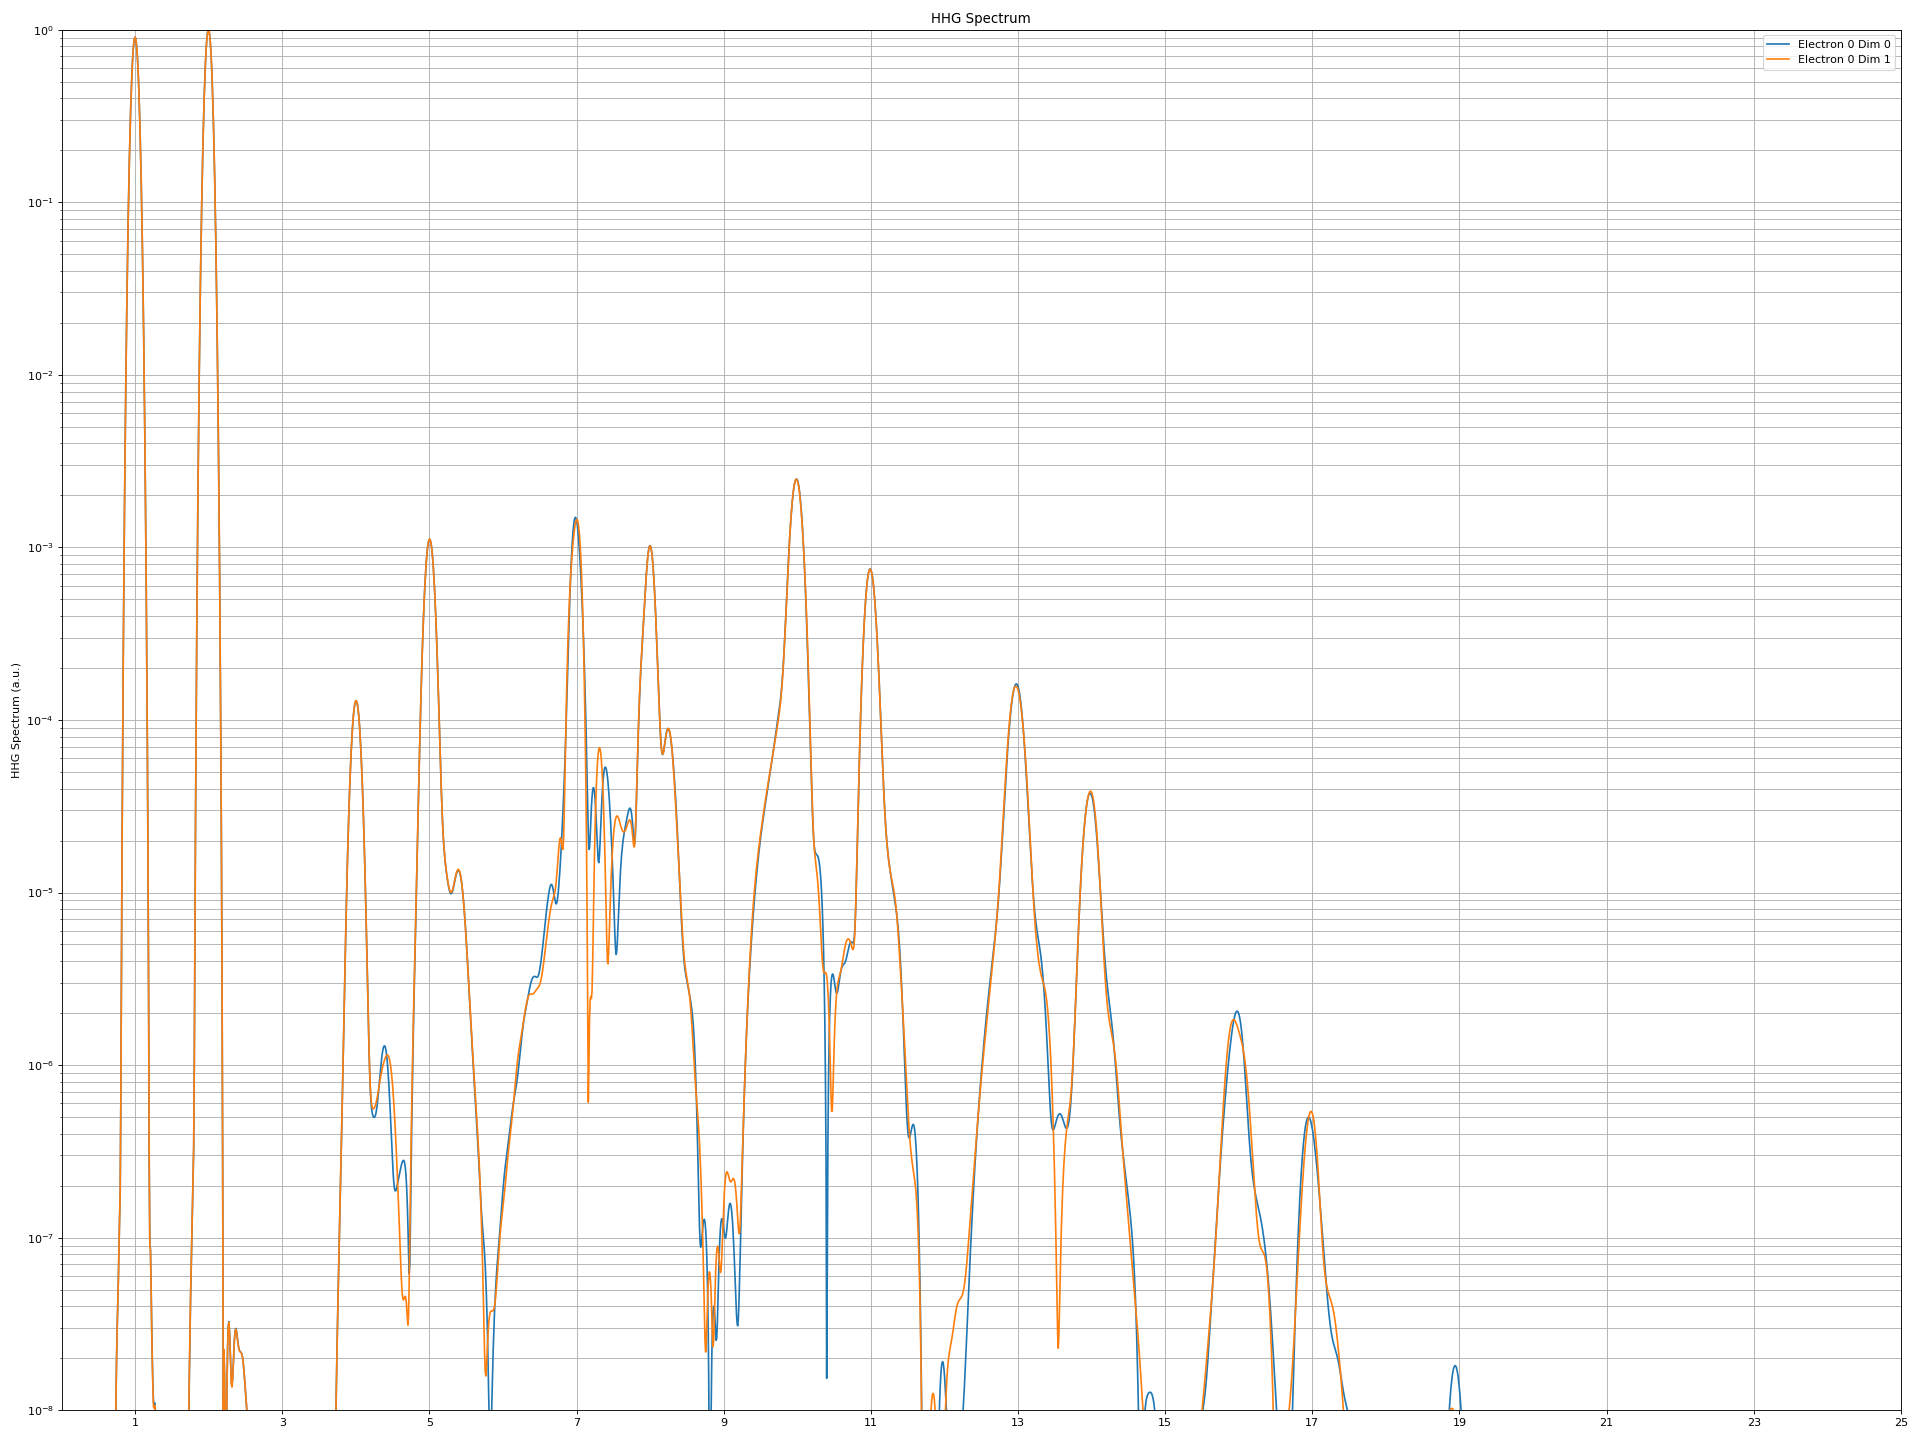 HHG Spectrum
Electron 0 Dim 0
Electron 0 Dim 1
HHG Spectrum (a.u.)
10⁰
10⁻¹
10⁻²
10⁻³
10⁻⁴
10⁻⁵
10⁻⁶
10⁻⁷
10⁻⁸
1 3 5 7 9 11 13 15 17 19 21 23 25